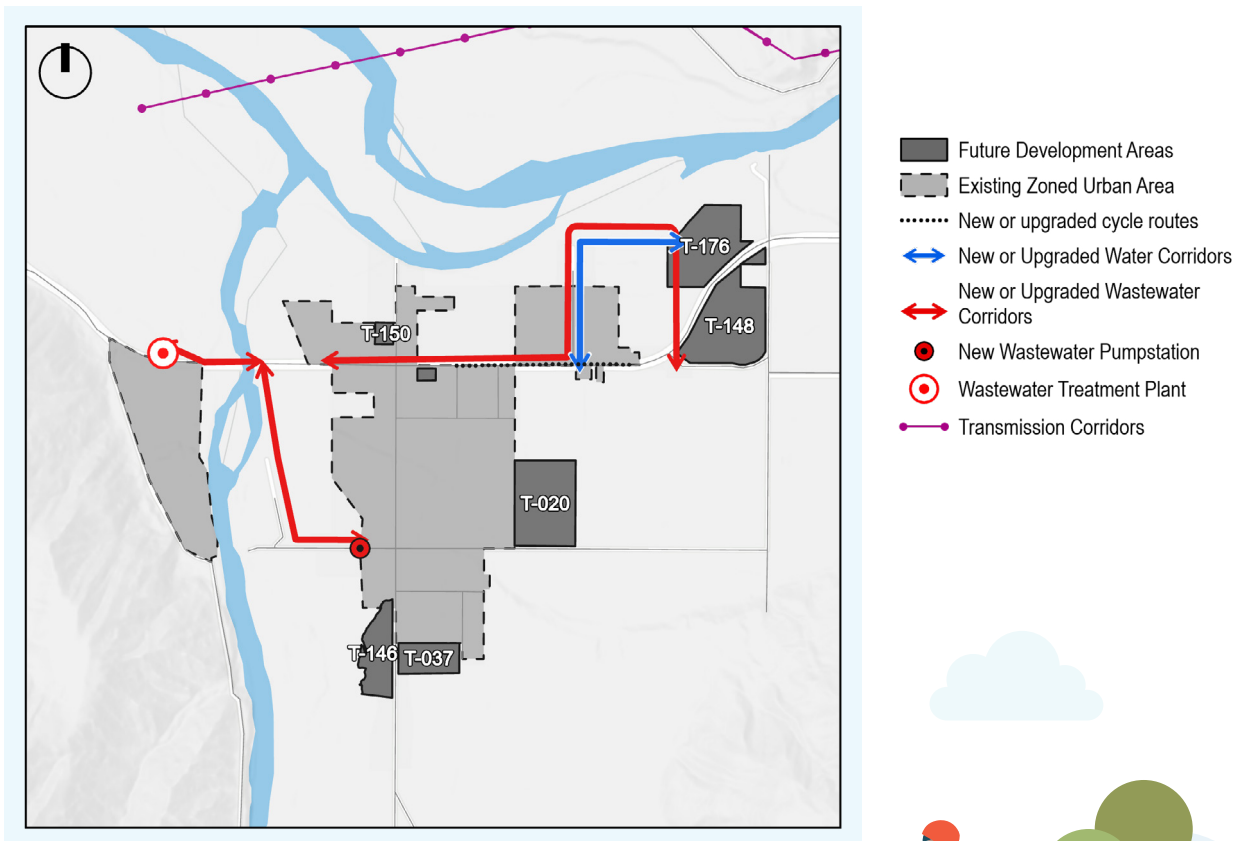 T-176
T-148
T-150
T-020
T-146
T-037
Future Development Areas
Existing Zoned Urban Area
New or upgraded cycle routes
New or Upgraded Water Corridors
New or Upgraded Wastewater
Corridors
New Wastewater Pumpstation
Wastewater Treatment Plant
Transmission Corridors